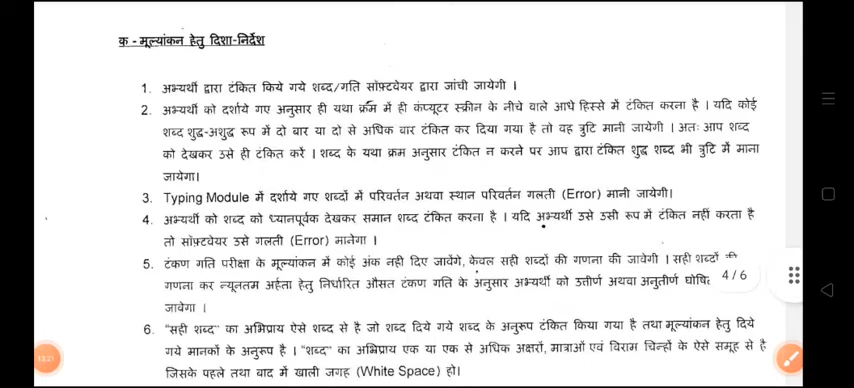 क - मूल्यांकन हेतु दिशा-निर्देश
1. अभ्यर्थी द्वारा टंकित किये गये शब्द/गति सॉफ़्टवेयर द्वारा जांची जायेगी ।
2. अभ्यर्थी को दर्शाये गए अनुसार ही यथा क्रम में ही कंप्यूटर स्क्रीन के नीचे वाले आधे हिस्से में टंकित करना है । यदि कोई
शब्द शुद्ध-अशुद्ध रूप में दो बार या दो से अधिक बार टंकित कर दिया गया है तो वह त्रुटि मानी जायेगी । अतः आप शब्द
को देखकर उसे ही टंकित करें । शब्द के यथा क्रम अनुसार टंकित न करने पर आप द्वारा टंकित शुद्ध शब्द भी त्रुटि में माना
जायेगा।
3. Typing Module में दर्शाये गए शब्दों में परिवर्तन अथवा स्थान परिवर्तन गलती (Error) मानी जायेगी।
4. अभ्यर्थी को शब्द को ध्यानपूर्वक देखकर समान शब्द टंकित करना है । यदि अभ्यर्थी उसे उसी रूप में टंकित नहीं करता है
तो सॉफ़्टवेयर उसे गलती (Error) मानेगा ।
5. टंकण गति परीक्षा के मूल्यांकन में कोई अंक नही दिए जावेंगे, केवल सही शब्दों की गणना की जावेगी । सही शब्दों की
गणना कर न्यूनतम अर्हता हेतु निर्धारित औसत टंकण गति के अनुसार अभ्यर्थी को उत्तीर्ण अथवा अनुतीर्ण 4/6
जावेगा ।
6. "सही शब्द" का अभिप्राय ऐसे शब्द से है जो शब्द दिये गये शब्द के अनुरूप टंकित किया गया है तथा मूल्यांकन हेतु दिये
गये मानकों के अनुरूप है । "शब्द" का अभिप्राय एक या एक से अधिक अक्षरों, मात्राओं एवं विराम चिन्हों के ऐसे समूह से है
13:21
जिसके पहले तथा बाद में खाली जगह (White Space) हो।